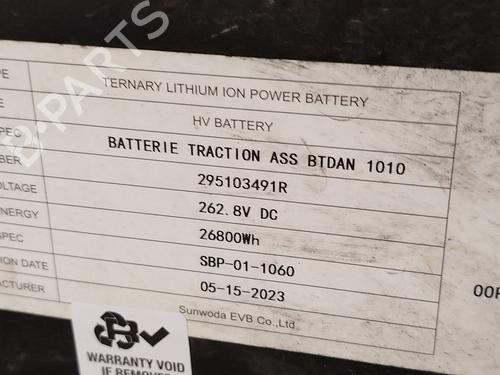 B-PARTS
TERNARY LITHIUM ION POWER BATTERY
HV BATTERY
PEC BATTERIE TRACTION ASS BTDAN 1010
BER 295103491R
OLTAGE 262.8V DC
NERGY 26800Wh
SPEC SBP-01-1060
ION DATE 05-15-2023
ACTURER Sunwoda EVB Co.,Ltd.
00P
WARRANTY VOID
IF REMOVED